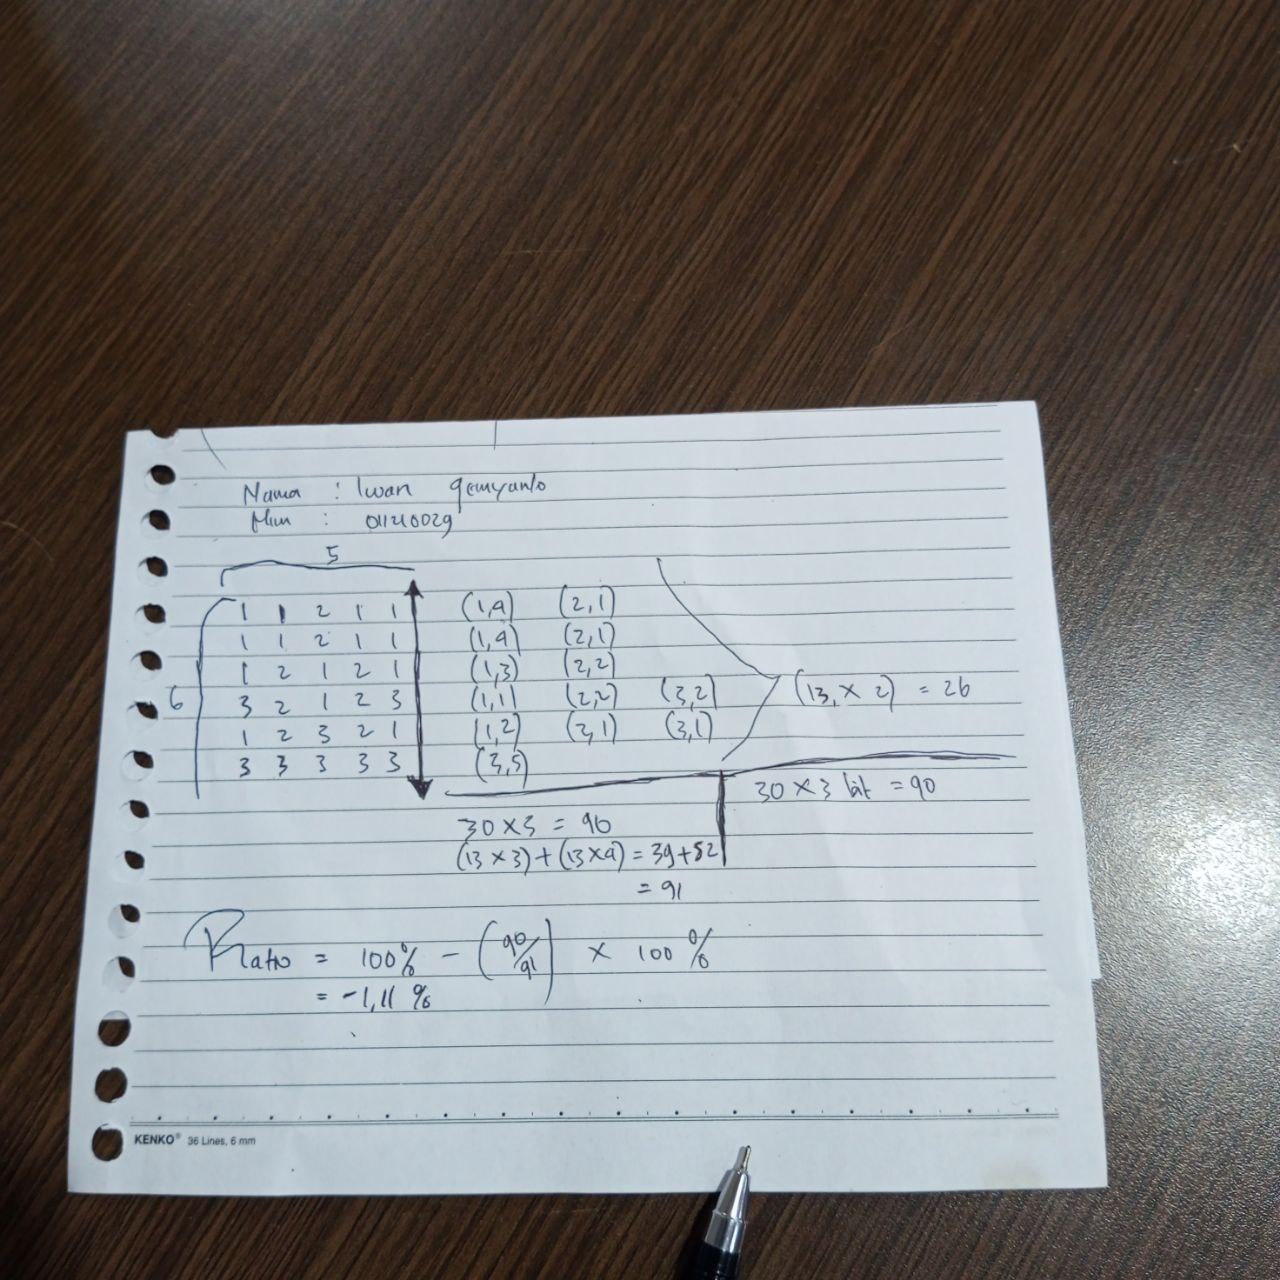 Nama : Iwan
Nim : 011210029
5
1 1 2 1 1 (1,4) (2,1)
1 1 2 1 1 (1,4) (2,1)
1 2 1 2 1 (1,3) (2,2)
6 3 2 1 2 3 (1,1) (2,2) (3,2) (13, × 2) = 26
1 2 3 2 1 (1,2) (2,1) (3,1)
3 3 3 3 3 (3,5)
30 × 3 bit = 90
30 × 3 = 90
(13 × 3) + (13 × 4) = 39 + 52
= 91
Ratio = 100% - (90/91) × 100%
= -1,11 %
KENKO® 36 Lines, 6 mm